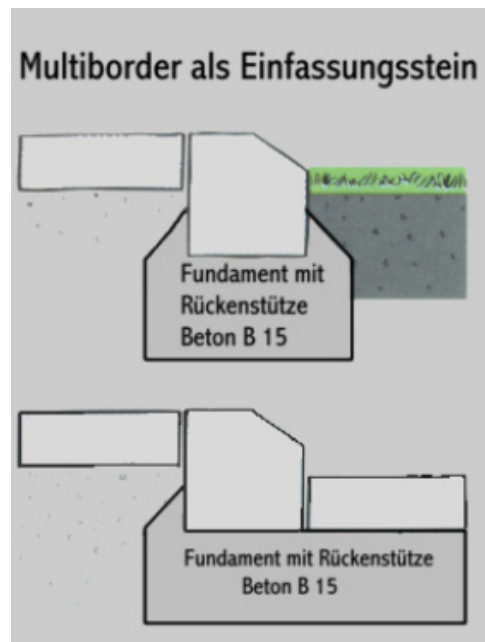 Multiborder als Einfassungsstein
Fundament mit
Rückenstütze
Beton B 15
Fundament mit Rückenstütze
Beton B 15